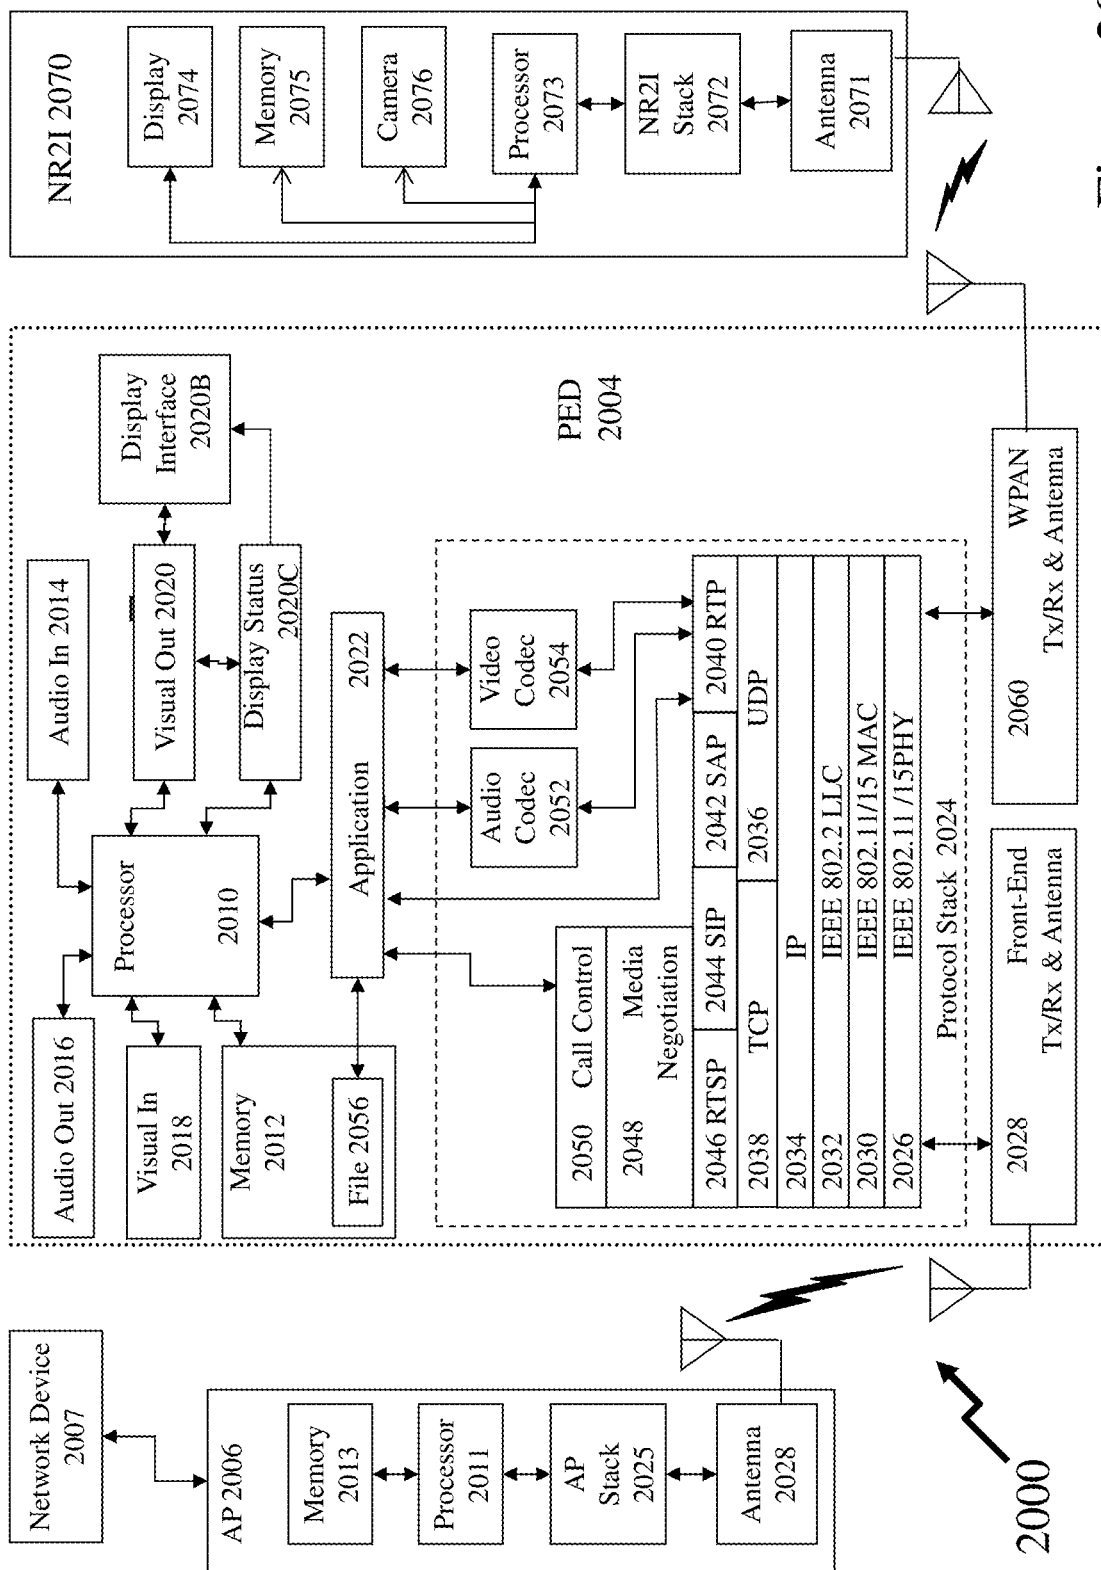 Network Device
2007
AP 2006
Memory
2013
Processor
2011
AP
Stack
2025
Antenna
2028
2000
Audio Out 2016
Visual In
2018
Memory
2012
File 2056
Processor
2010
Audio In 2014
Visual Out 2020
Display Status
2020C
Display
Interface
2020B
Application 2022
PED
2004
Audio
Codec
2052
Video
Codec
2054
2050 Call Control
2048 Media
Negotiation
2046 RTSP
2044 SIP
2042 SAP
2040 RTP
2038 TCP
2036 UDP
2034 IP
2032 IEEE 802.2 LLC
2030 IEEE 802.11/15 MAC
2026 IEEE 802.11 /15PHY
Protocol Stack 2024
2028 Front-End
Tx/Rx & Antenna
2060 WPAN
Tx/Rx & Antenna
NR2I 2070
Display
2074
Memory
2075
Camera
2076
Processor
2073
NR2I
Stack
2072
Antenna
2071